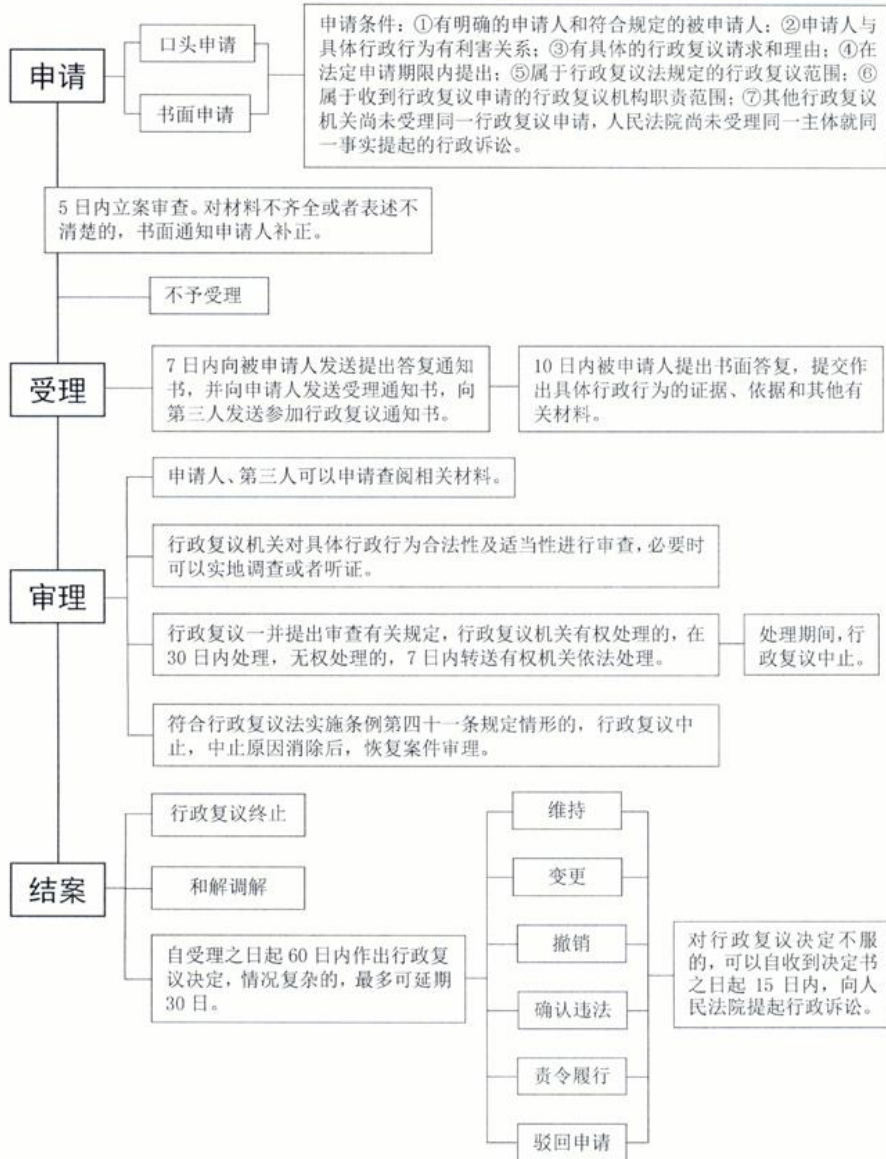 申请
口头申请
书面申请
申请条件：①有明确的申请人和符合规定的被申请人；②申请人与
具体行政行为有利害关系；③有具体的行政复议请求和理由；④在
法定申请期限内提出；⑤属于行政复议法规定的行政复议范围；⑥
属于收到行政复议申请的行政复议机构职责范围；⑦其他行政复议
机关尚未受理同一行政复议申请，人民法院尚未受理同一主体就同
一事实提起的行政诉讼。
5 日内立案审查。对材料不齐全或者表述不
清楚的，书面通知申请人补正。
不予受理
受理
7 日内向被申请人发送提出答复通知
书，并向申请人发送受理通知书，向
第三人发送参加行政复议通知书。
10 日内被申请人提出书面答复，提交作
出具体行政行为的证据、依据和其他有
关材料。
审理
申请人、第三人可以申请查阅相关材料。
行政复议机关对具体行政行为合法性及适当性进行审查，必要时
可以实地调查或者听证。
行政复议一并提出审查有关规定，行政复议机关有权处理的，在
30 日内处理，无权处理的，7 日内转送有权机关依法处理。
处理期间，行
政复议中止。
符合行政复议法实施条例第四十一条规定情形的，行政复议中
止，中止原因消除后，恢复案件审理。
结案
行政复议终止
和解调解
自受理之日起 60 日内作出行政复
议决定，情况复杂的，最多可延期
30 日。
维持
变更
撤销
确认违法
责令履行
驳回申请
对行政复议决定不服
的，可以自收到决定书
之日起 15 日内，向人
民法院提起行政诉讼。